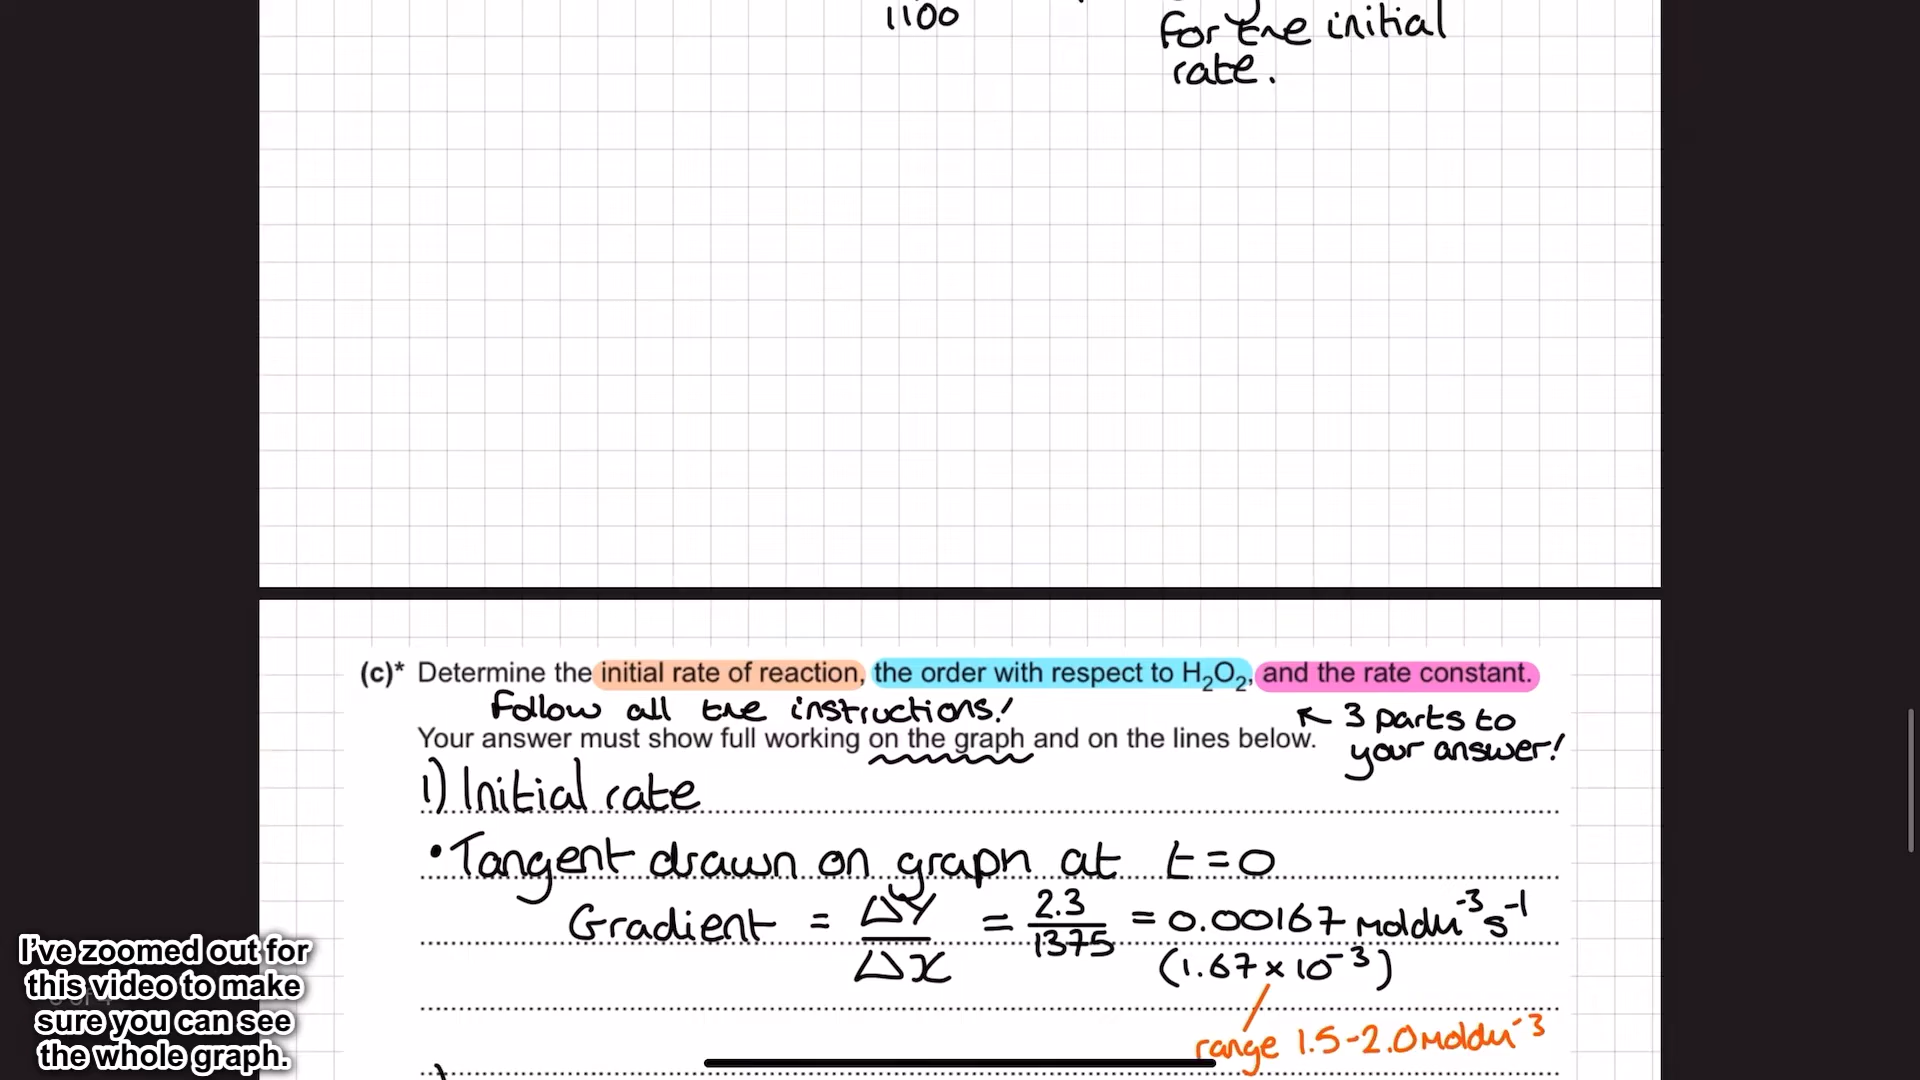 1100
for the initial
rate.
(c)* Determine the initial rate of reaction, the order with respect to H₂O₂, and the rate constant.
Follow all the instructions!
↖ 3 parts to
your answer!
Your answer must show full working on the graph and on the lines below.
1) Initial rate
• Tangent drawn on graph at t=0
Gradient = ΔY/ΔX = 2.3/1375 = 0.00167 moldm⁻³s⁻¹
(1.67 × 10⁻³)
range 1.5-2.0 moldm⁻³
I've zoomed out for
this video to make
sure you can see
the whole graph.